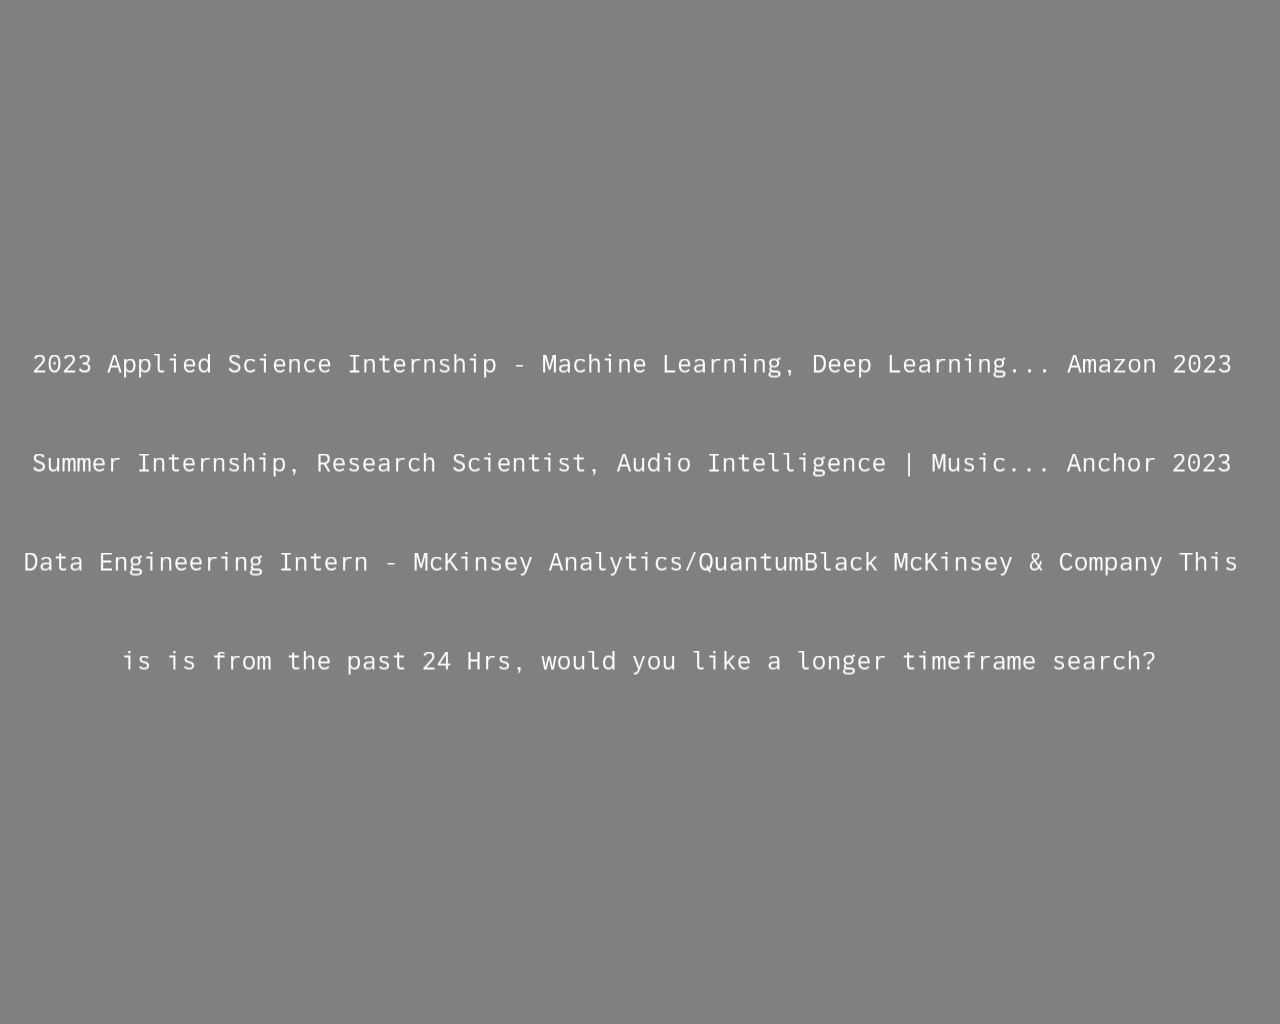 2023 Applied Science Internship - Machine Learning, Deep Learning... Amazon 2023
Summer Internship, Research Scientist, Audio Intelligence | Music... Anchor 2023
Data Engineering Intern - McKinsey Analytics/QuantumBlack McKinsey & Company This
is is from the past 24 Hrs, would you like a longer timeframe search?